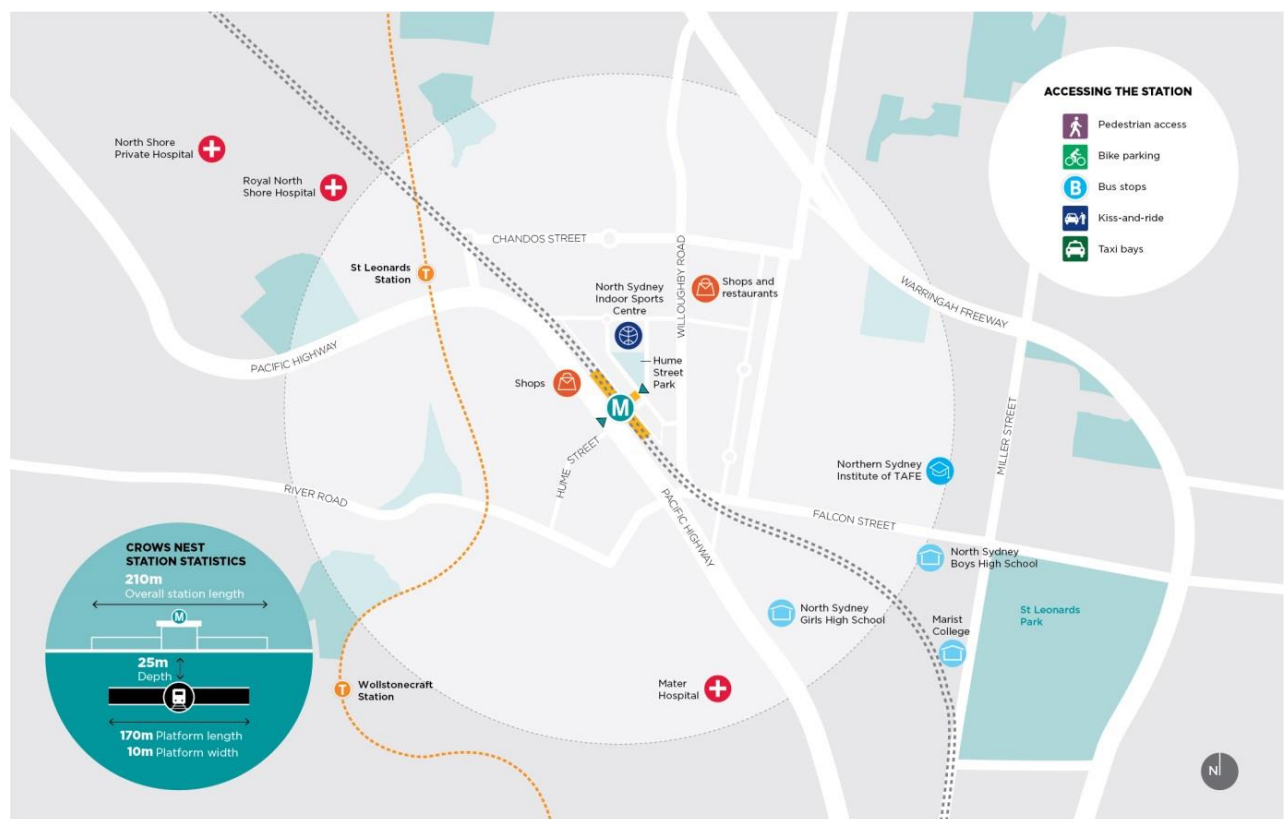 North Shore
Private Hospital
Royal North
Shore Hospital
St Leonards
Station
T
CHANDOS STREET
North Sydney
Indoor Sports
Centre
WILLOUGHBY ROAD
Shops and
restaurants
PACIFIC HIGHWAY
Shops
Hume
Street
Park
M
HUME STREET
WARRINGAH FREEWAY
MILLER STREET
Northern Sydney
Institute of TAFE
RIVER ROAD
PACIFIC HIGHWAY
FALCON STREET
North Sydney
Boys High School
North Sydney
Girls High School
Marist
College
St Leonards
Park
Mater
Hospital
T
Wollstonecraft
Station
ACCESSING THE STATION
Pedestrian access
Bike parking
B
Bus stops
Kiss-and-ride
Taxi bays
CROWS NEST
STATION STATISTICS
210m
Overall station length
M
25m
Depth
170m Platform length
10m Platform width
N